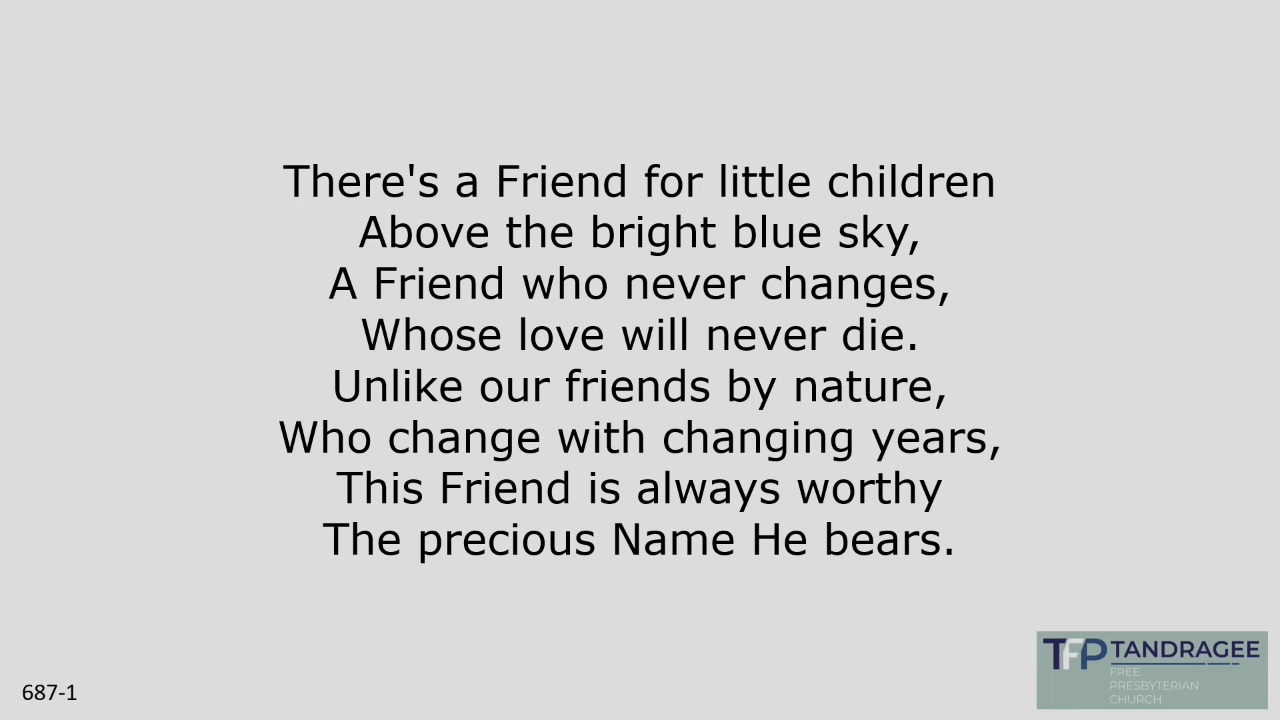 There's a Friend for little children
Above the bright blue sky,
A Friend who never changes,
Whose love will never die.
Unlike our friends by nature,
Who change with changing years,
This Friend is always worthy
The precious Name He bears.
687-1
TFP TANDRAGEE
FREE
PRESBYTERIAN
CHURCH